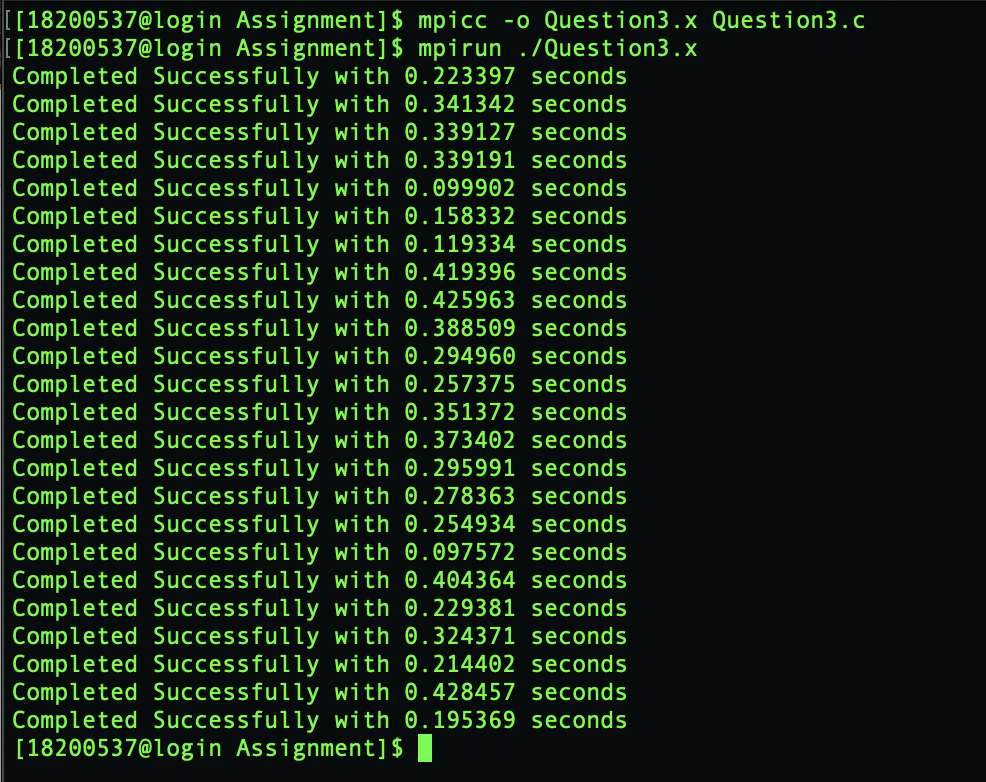 [[18200537@login Assignment]$ mpicc -o Question3.x Question3.c
[[18200537@login Assignment]$ mpirun ./Question3.x
Completed Successfully with 0.223397 seconds
Completed Successfully with 0.341342 seconds
Completed Successfully with 0.339127 seconds
Completed Successfully with 0.339191 seconds
Completed Successfully with 0.099902 seconds
Completed Successfully with 0.158332 seconds
Completed Successfully with 0.119334 seconds
Completed Successfully with 0.419396 seconds
Completed Successfully with 0.425963 seconds
Completed Successfully with 0.388509 seconds
Completed Successfully with 0.294960 seconds
Completed Successfully with 0.257375 seconds
Completed Successfully with 0.351372 seconds
Completed Successfully with 0.373402 seconds
Completed Successfully with 0.295991 seconds
Completed Successfully with 0.278363 seconds
Completed Successfully with 0.254934 seconds
Completed Successfully with 0.097572 seconds
Completed Successfully with 0.404364 seconds
Completed Successfully with 0.229381 seconds
Completed Successfully with 0.324371 seconds
Completed Successfully with 0.214402 seconds
Completed Successfully with 0.428457 seconds
Completed Successfully with 0.195369 seconds
[18200537@login Assignment]$